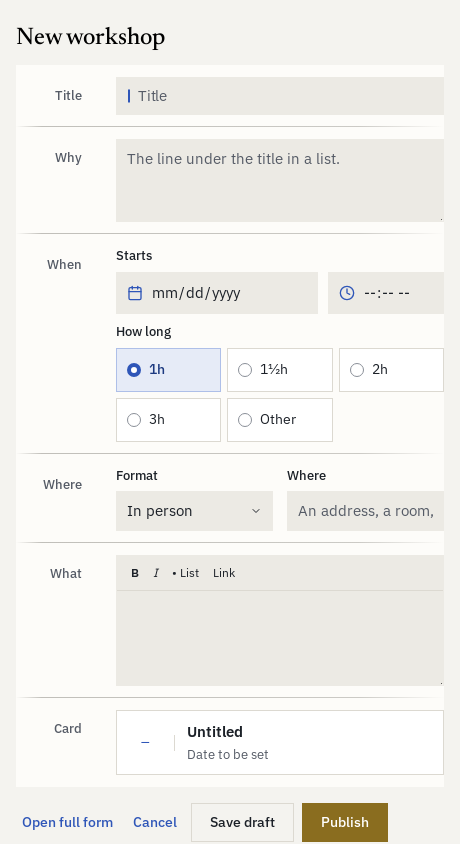 New workshop
Title
Title
Why
The line under the title in a list.
When
Starts
mm/dd/yyyy
--:-- --
How long
1h
1½h
2h
3h
Other
Where
Format
Where
In person
An address, a room,
What
B I • List Link
Card
–
Untitled
Date to be set
Open full form
Cancel
Save draft
Publish